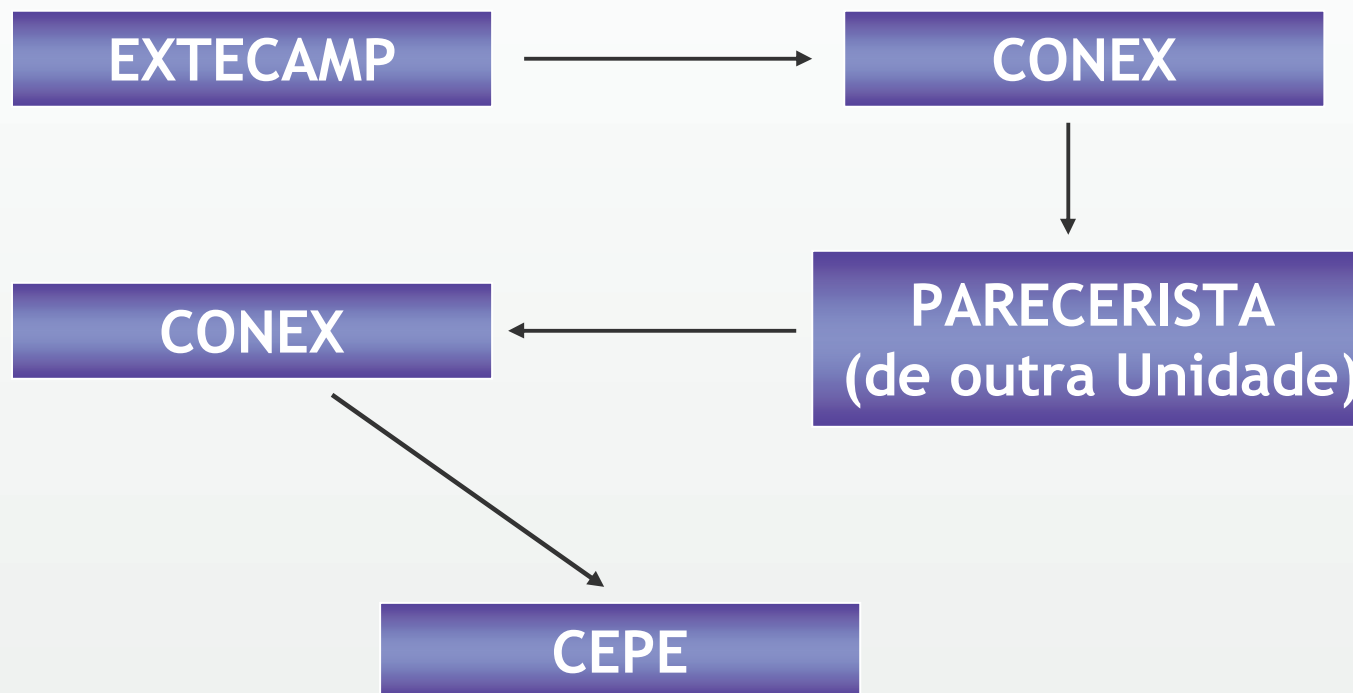 EXTECAMP
CONEX
PARECERISTA
(de outra Unidade)
CONEX
CEPE